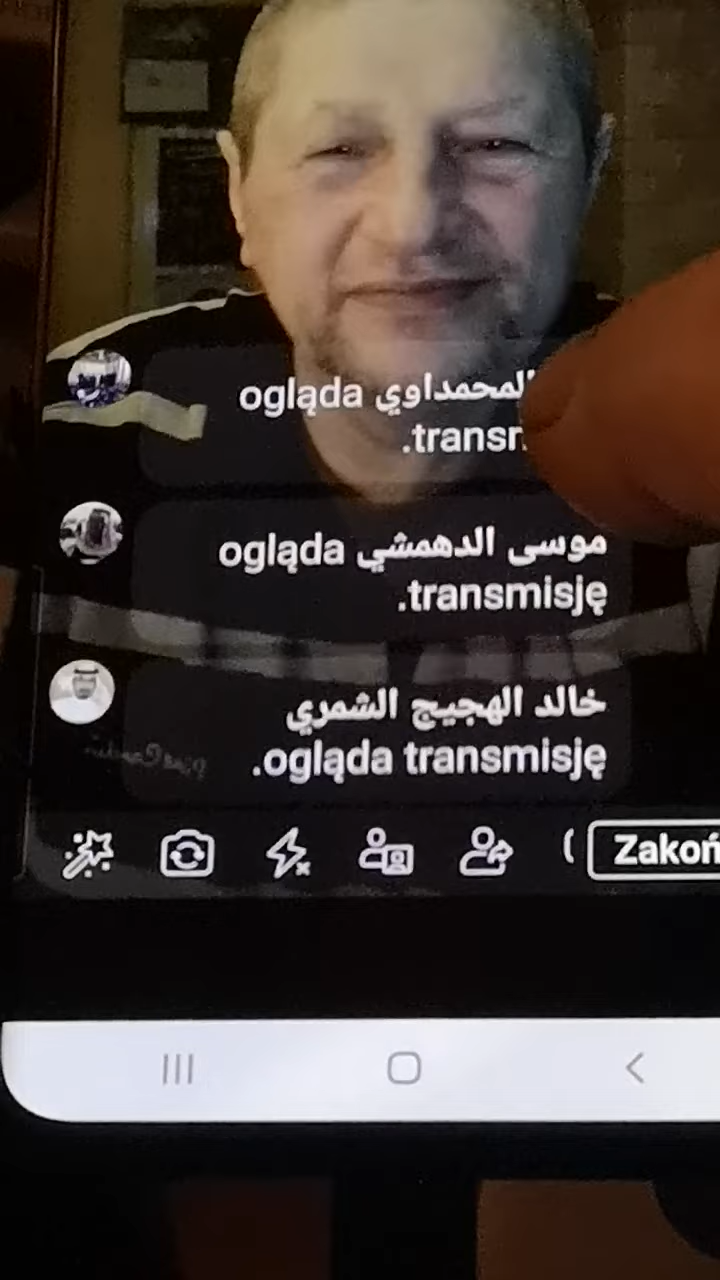 المحمداوي ogląda
موسى الدهمشي ogląda
transmisję.
خالد الهجيج الشمري
ogląda transmisję.